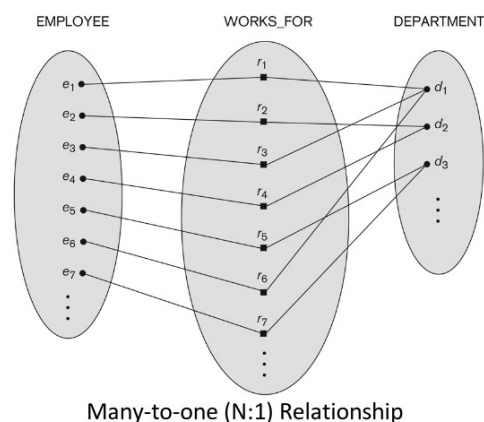 EMPLOYEE WORKS_FOR DEPARTMENT
r1
e1 d1
r2
e2 d2
e3 r3
d3
e4 r4
e5 r5
e6 r6
e7 r7
Many-to-one (N:1) Relationship